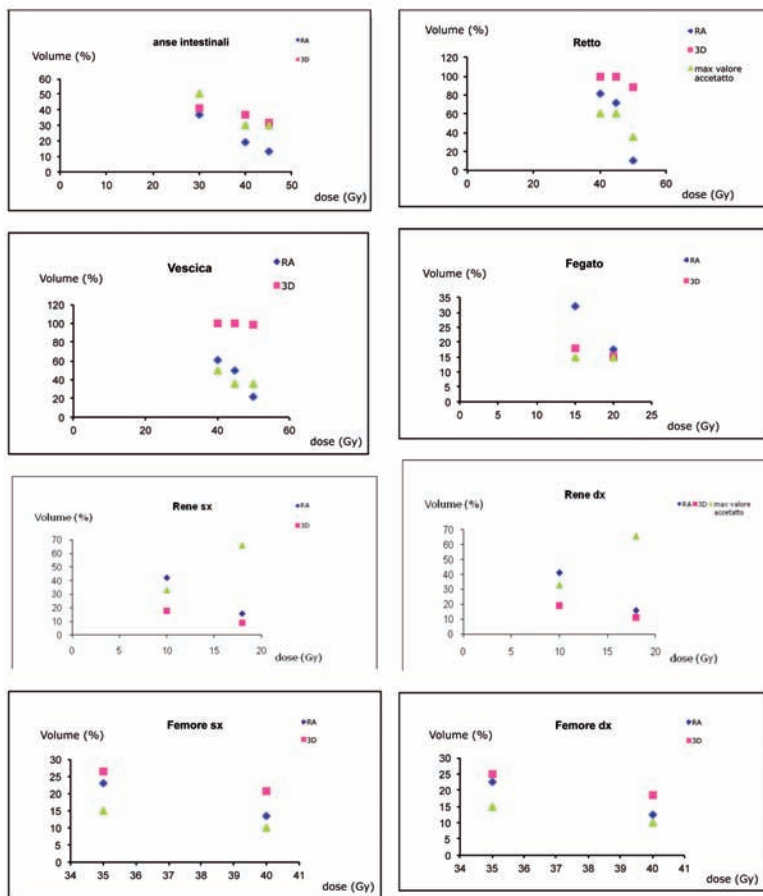 anse intestinali
Volume (%)
RA
3D
60
50
40
30
20
10
0
0 10 20 30 40 50
dose (Gy)
Retto
Volume (%)
RA
3D
max valore
accettatto
120
100
80
60
40
20
0
0 20 40 60
dose (Gy)
Vescica
Volume (%)
RA
3D
120
100
80
60
40
20
0
0 20 40 60
dose (Gy)
Fegato
Volume (%)
RA
3D
35
30
25
20
15
10
5
0
0 5 10 15 20 25
dose (Gy)
Rene sx
Volume (%)
RA
3D
70
60
50
40
30
20
10
0
0 5 10 15 20
dose (Gy)
Rene dx
Volume (%)
RA 3D max valore
accetatto
70
60
50
40
30
20
10
0
0 5 10 15 20
dose (Gy)
Femore sx
Volume (%)
RA
3D
30
25
20
15
10
5
0
34 35 36 37 38 39 40 41
dose (Gy)
Femore dx
Volume (%)
RA
3D
30
25
20
15
10
5
0
34 35 36 37 38 39 40 41
dose (Gy)